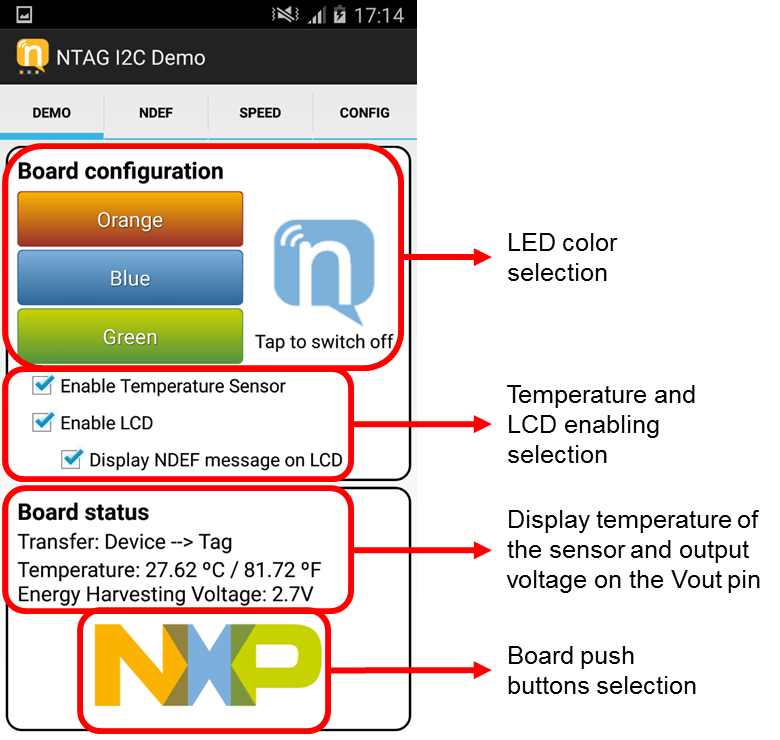 17:14
NTAG I2C Demo
DEMO
NDEF
SPEED
CONFIG
Board configuration
Orange
Blue
Green
n
Tap to switch off
Enable Temperature Sensor
Enable LCD
Display NDEF message on LCD
Board status
Transfer: Device --> Tag
Temperature: 27.62 ºC / 81.72 ºF
Energy Harvesting Voltage: 2.7V
NXP
LED color
selection
Temperature and
LCD enabling
selection
Display temperature of
the sensor and output
voltage on the Vout pin
Board push
buttons selection